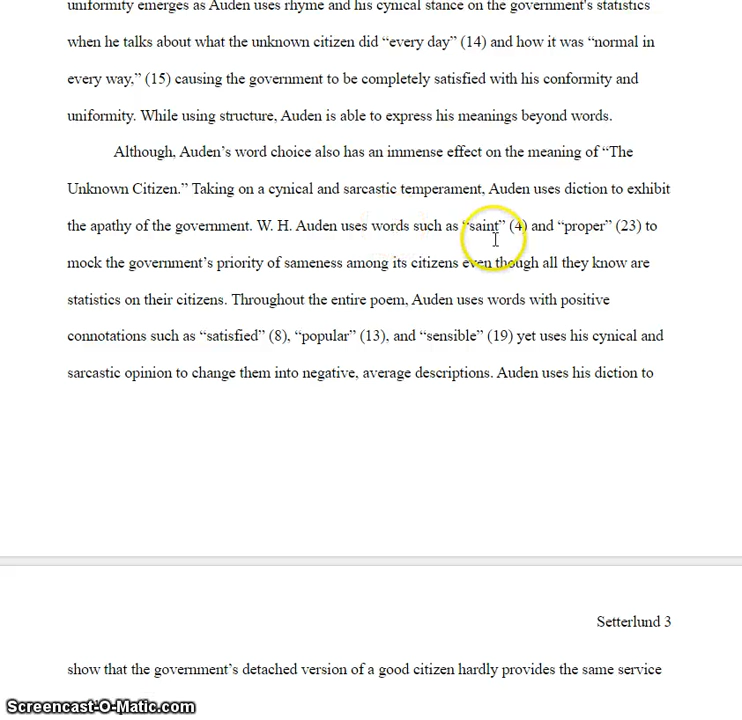 uniformity emerges as Auden uses rhyme and his cynical stance on the government's statistics
when he talks about what the unknown citizen did “every day” (14) and how it was “normal in
every way,” (15) causing the government to be completely satisfied with his conformity and
uniformity. While using structure, Auden is able to express his meanings beyond words.
Although, Auden’s word choice also has an immense effect on the meaning of “The
Unknown Citizen.” Taking on a cynical and sarcastic temperament, Auden uses diction to exhibit
the apathy of the government. W. H. Auden uses words such as “saint” (4) and “proper” (23) to
mock the government’s priority of sameness among its citizens even though all they know are
statistics on their citizens. Throughout the entire poem, Auden uses words with positive
connotations such as “satisfied” (8), “popular” (13), and “sensible” (19) yet uses his cynical and
sarcastic opinion to change them into negative, average descriptions. Auden uses his diction to
Setterlund 3
show that the government’s detached version of a good citizen hardly provides the same service
Screencast-O-Matic.com